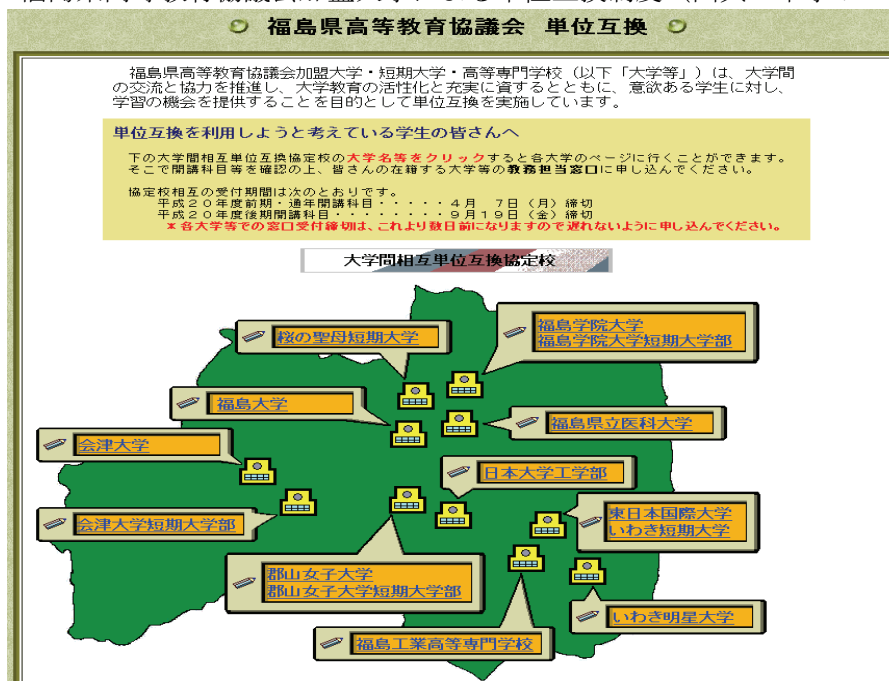 福島県高等教育協議会 単位互換
福島県高等教育協議会加盟大学・短期大学・高等専門学校（以下「大学等」）は、大学間
の交流と協力を推進し、大学教育の活性化と充実に資するとともに、意欲ある学生に対し、
学習の機会を提供することを目的として単位互換を実施しています。
単位互換を利用しようと考えている学生の皆さんへ
下の大学間相互単位互換協定校の大学名等をクリックすると各大学のページに行くことができます。
そこで開講科目等を確認の上、皆さんの在籍する大学等の教務担当窓口に申し込んでください。
協定校相互の受付期間は次のとおりです。
平成２０年度前期・通年開講科目・・・・・４月　７日（月）締切
平成２０年度後期開講科目・・・・・・・・９月１９日（金）締切
＊各大学等での窓口受付締切は、これより数日前になりますので遅れないように申し込んでください。
大学間相互単位互換協定校
桜の聖母短期大学
福島学院大学
福島学院大学短期大学部
福島大学
福島県立医科大学
会津大学
日本大学工学部
会津大学短期大学部
東日本国際大学
いわき短期大学
郡山女子大学
郡山女子大学短期大学部
いわき明星大学
福島工業高等専門学校